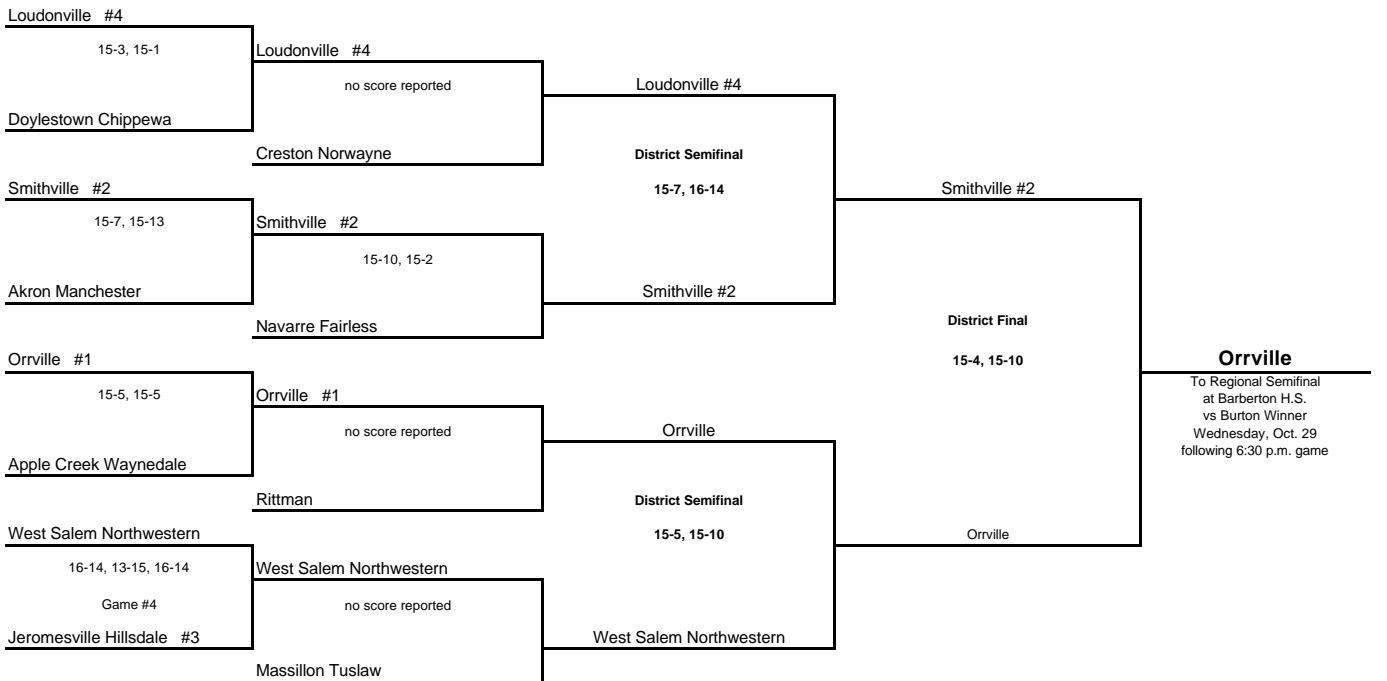 Loudonville #4
15-3, 15-1
Loudonville #4
no score reported
Loudonville #4
Doylestown Chippewa
Creston Norwayne
District Semifinal
Smithville #2
15-7, 16-14
Smithville #2
15-7, 15-13
Smithville #2
15-10, 15-2
Akron Manchester
Smithville #2
Navarre Fairless
District Final
Orrville #1
15-4, 15-10
Orrville
15-5, 15-5
Orrville #1
To Regional Semifinal
at Barberton H.S.
vs Burton Winner
Wednesday, Oct. 29
following 6:30 p.m. game
no score reported
Orrville
Apple Creek Waynedale
Rittman
District Semifinal
West Salem Northwestern
15-5, 15-10
Orrville
16-14, 13-15, 16-14
West Salem Northwestern
Game #4
no score reported
Jeromesville Hillsdale #3
West Salem Northwestern
Massillon Tuslaw